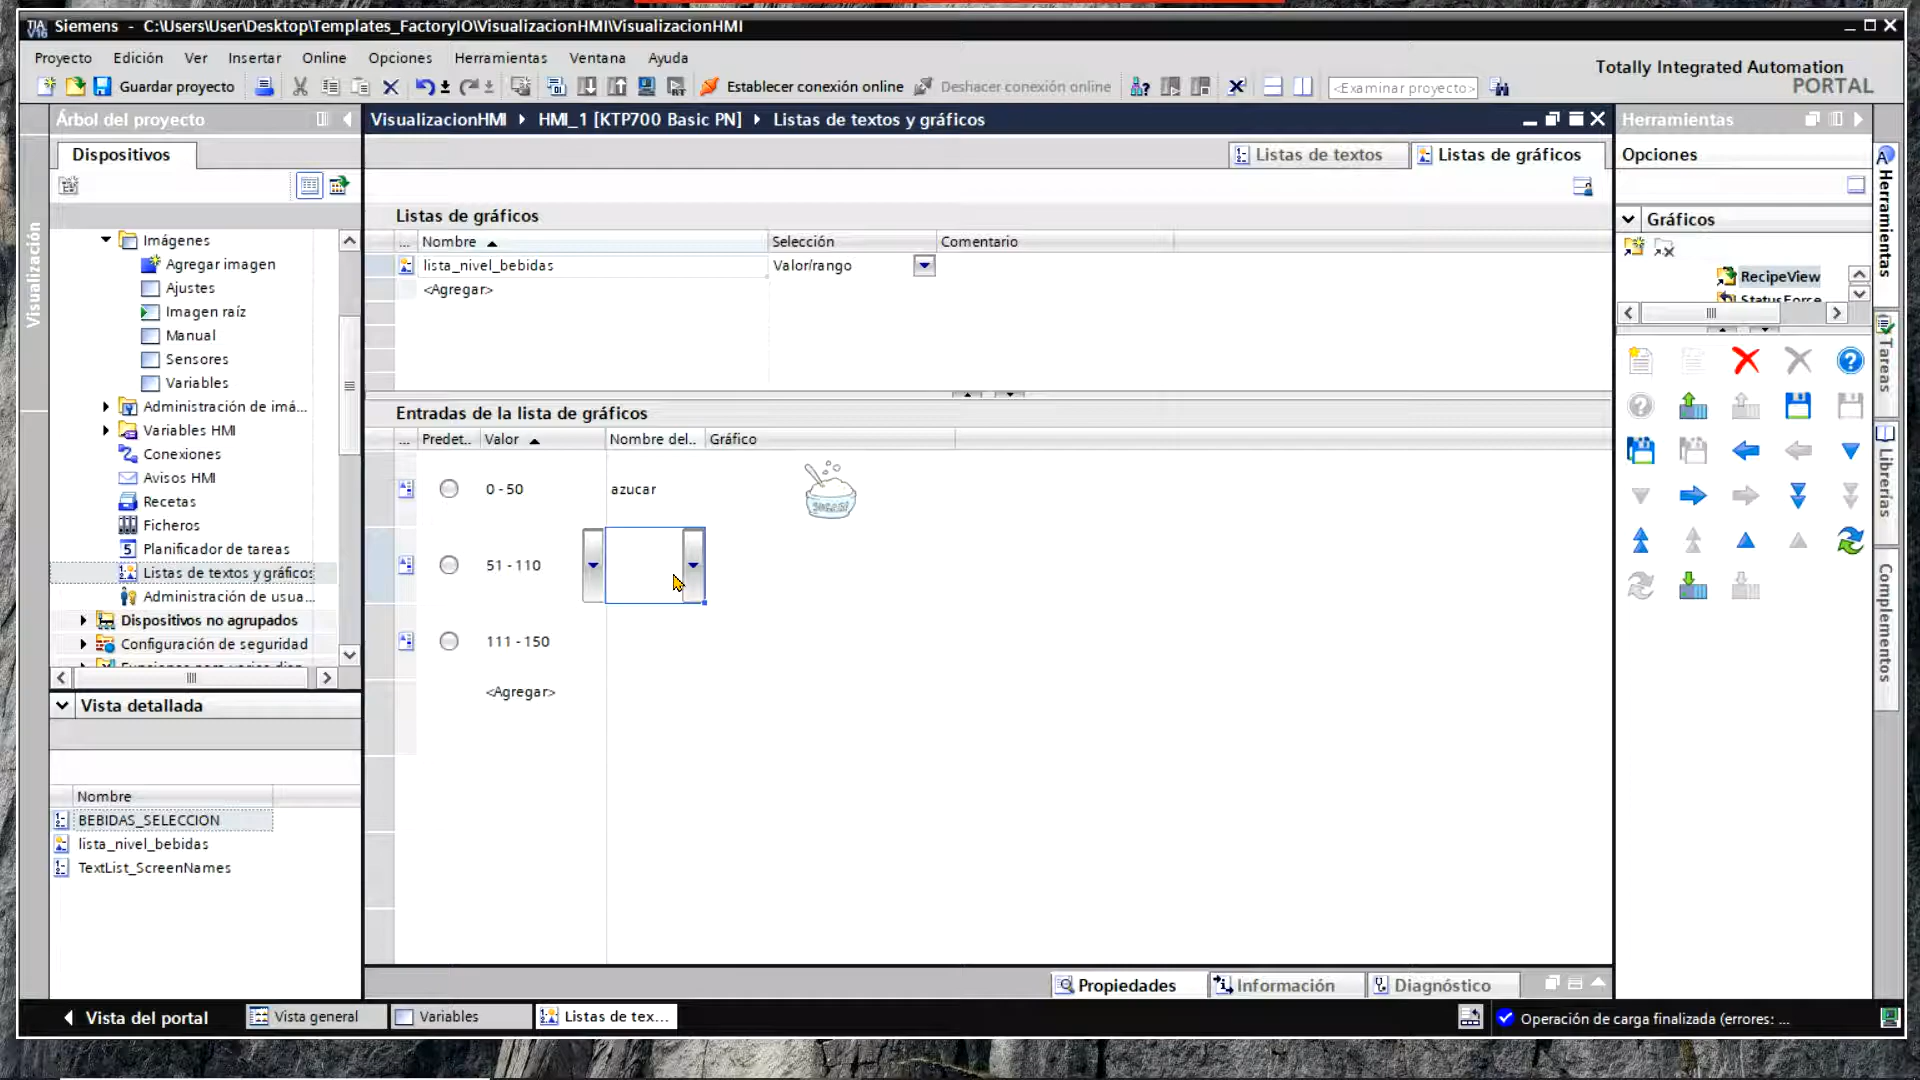 Siemens - C:\Users\User\Desktop\Templates_FactoryIO\VisualizacionHMI\VisualizacionHMI
Proyecto Edición Ver Insertar Online Opciones Herramientas Ventana Ayuda
Totally Integrated Automation
PORTAL
Guardar proyecto
Establecer conexión online
Deshacer conexión online
<Examinar proyecto>
Árbol del proyecto
VisualizacionHMI HMI_1 [KTP700 Basic PN] Listas de textos y gráficos
Herramientas
Dispositivos
Listas de textos
Listas de gráficos
Opciones
Visualización
Imágenes
Agregar imagen
Ajustes
Imagen raíz
Manual
Sensores
Variables
Administración de imá...
Variables HMI
Conexiones
Avisos HMI
Recetas
Ficheros
Planificador de tareas
Listas de textos y gráficos
Administración de usua...
Dispositivos no agrupados
Configuración de seguridad
Vista detallada
Nombre
BEBIDAS_SELECCION
lista_nivel_bebidas
TextList_ScreenNames
Listas de gráficos
... Nombre Selección Comentario
lista_nivel_bebidas Valor/rango
<Agregar>
Entradas de la lista de gráficos
... Predet.. Valor Nombre del.. Gráfico
0 - 50 azucar
51 - 110
111 - 150
<Agregar>
Gráficos
RecipeView
StatusForce
Herramientas
Tareas
Librerías
Complementos
Propiedades
Información
Diagnóstico
Vista del portal
Vista general
Variables
Listas de tex...
Operación de carga finalizada (errores: ...